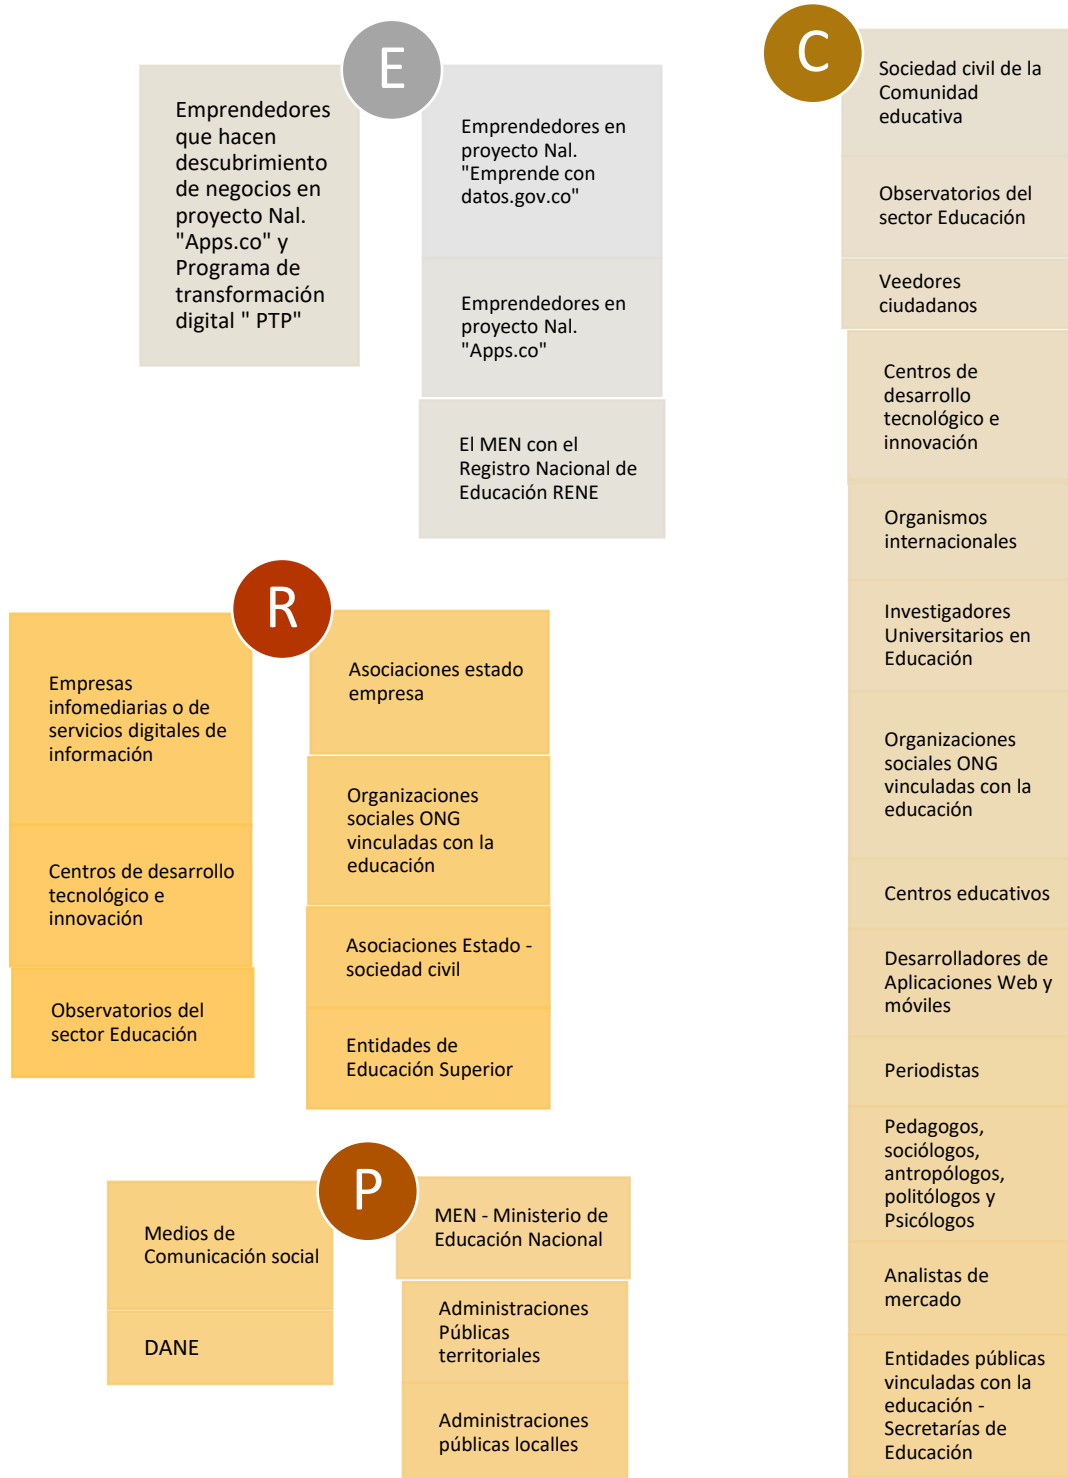 E
Emprendedores
que hacen
descubrimiento
de negocios en
proyecto Nal.
"Apps.co" y
Programa de
transformación
digital " PTP"
Emprendedores en
proyecto Nal.
"Emprende con
datos.gov.co"
Emprendedores en
proyecto Nal.
"Apps.co"
El MEN con el
Registro Nacional de
Educación RENE
R
Empresas
infomediarias o de
servicios digitales de
información
Centros de desarrollo
tecnológico e
innovación
Observatorios del
sector Educación
Asociaciones estado
empresa
Organizaciones
sociales ONG
vinculadas con la
educación
Asociaciones Estado -
sociedad civil
Entidades de
Educación Superior
P
Medios de
Comunicación social
DANE
MEN - Ministerio de
Educación Nacional
Administraciones
Públicas
territoriales
Administraciones
públicas localles
C
Sociedad civil de la
Comunidad
educativa
Observatorios del
sector Educación
Veedores
ciudadanos
Centros de
desarrollo
tecnológico e
innovación
Organismos
internacionales
Investigadores
Universitarios en
Educación
Organizaciones
sociales ONG
vinculadas con la
educación
Centros educativos
Desarrolladores de
Aplicaciones Web y
móviles
Periodistas
Pedagogos,
sociólogos,
antropólogos,
politólogos y
Psicólogos
Analistas de
mercado
Entidades públicas
vinculadas con la
educación -
Secretarías de
Educación